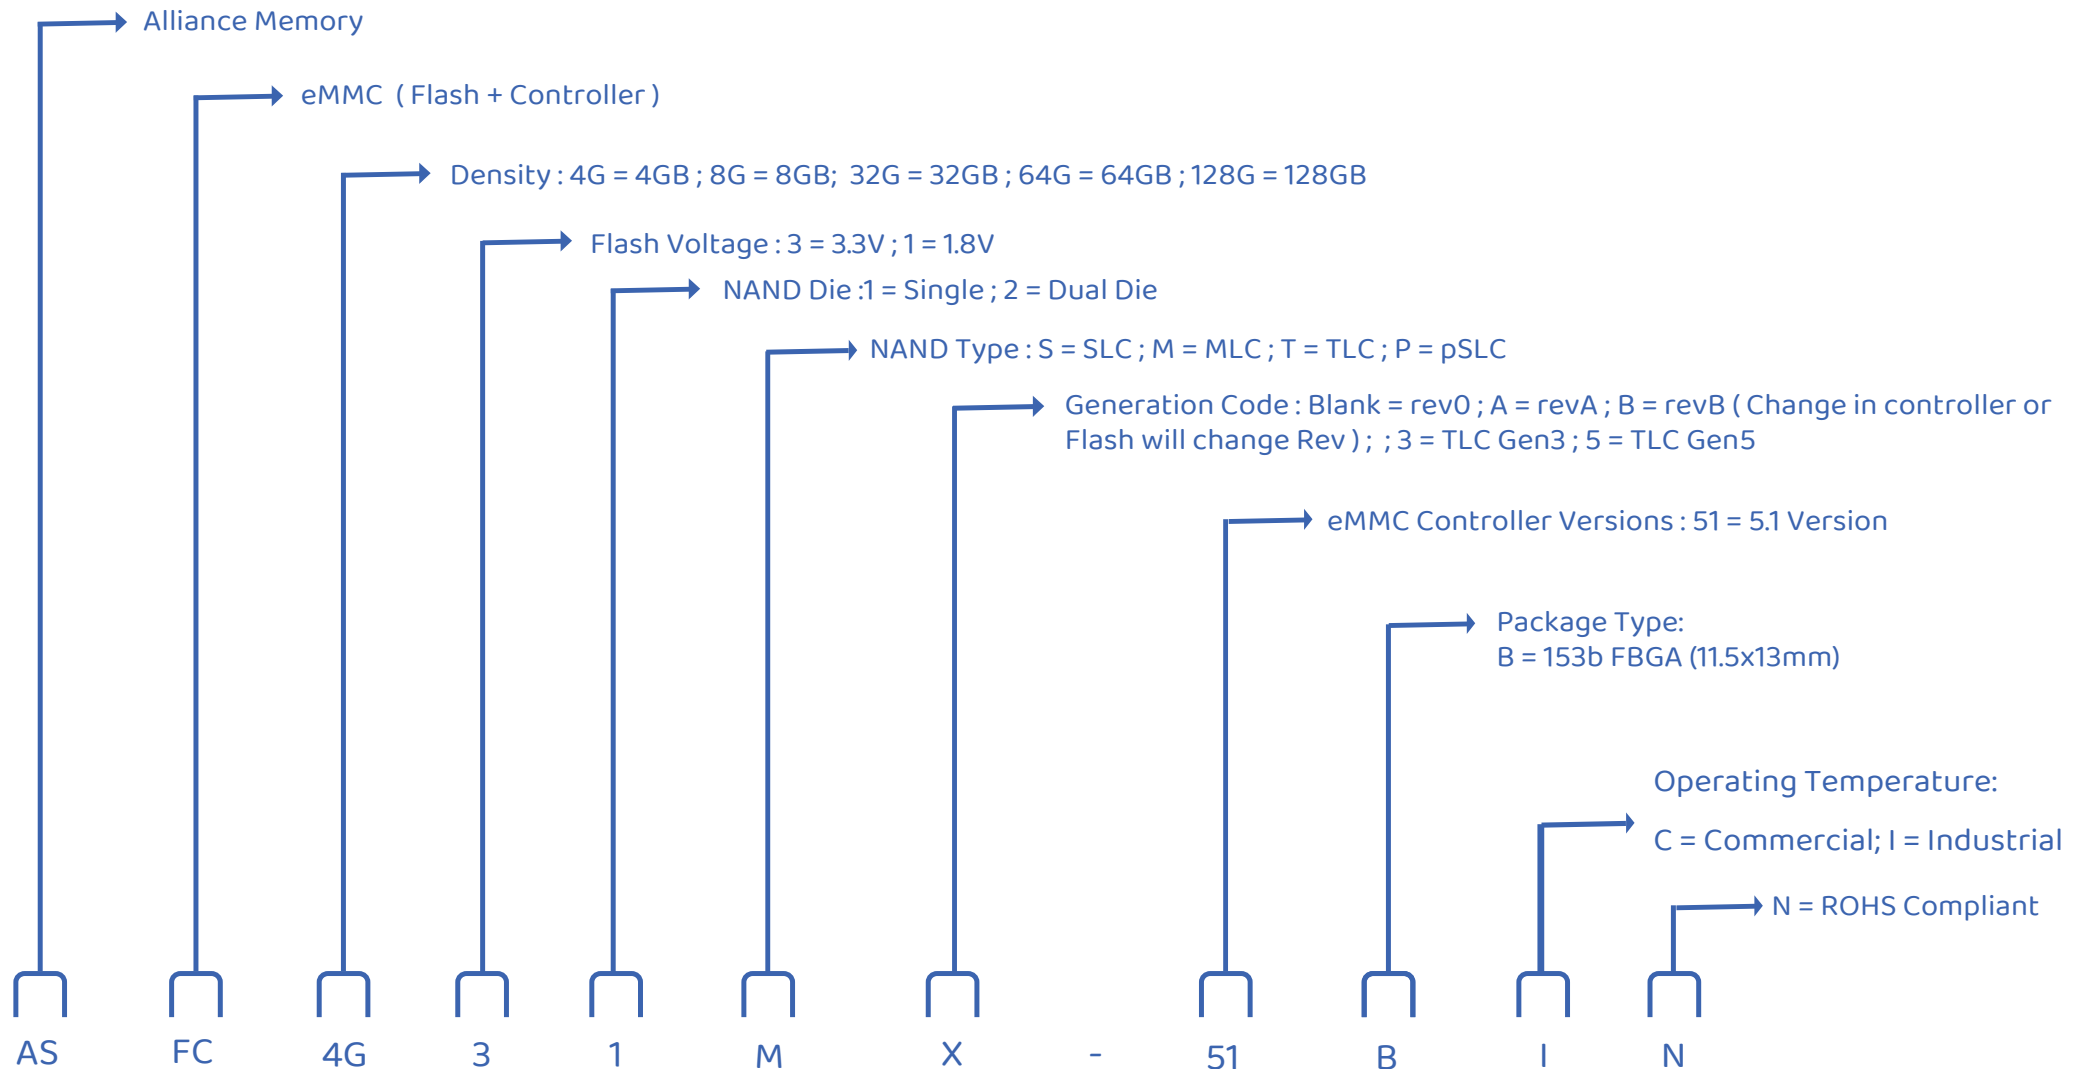 Alliance Memory
eMMC ( Flash + Controller )
Density : 4G = 4GB ; 8G = 8GB; 32G = 32GB ; 64G = 64GB ; 128G = 128GB
Flash Voltage : 3 = 3.3V ; 1 = 1.8V
NAND Die :1 = Single ; 2 = Dual Die
NAND Type : S = SLC ; M = MLC ; T = TLC ; P = pSLC
Generation Code : Blank = rev0 ; A = revA ; B = revB ( Change in controller or
Flash will change Rev ) ; ; 3 = TLC Gen3 ; 5 = TLC Gen5
eMMC Controller Versions : 51 = 5.1 Version
Package Type:
B = 153b FBGA (11.5x13mm)
Operating Temperature:
C = Commercial; I = Industrial
N = ROHS Compliant
AS FC 4G 3 1 M X - 51 B I N